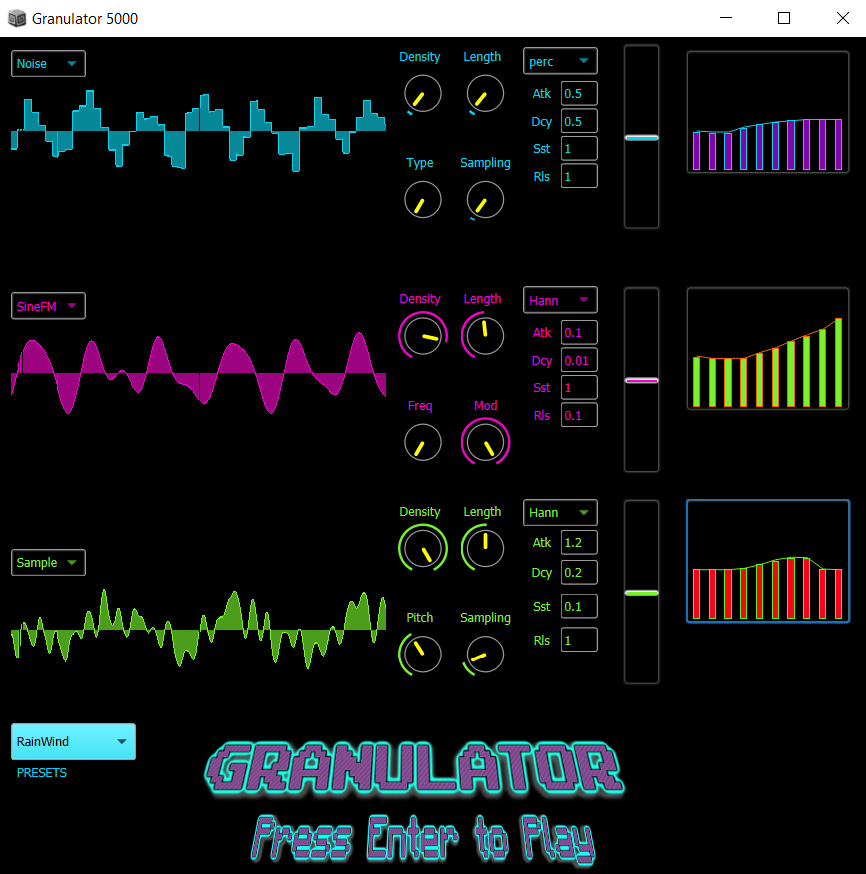 Granulator 5000
Noise
Density Length
perc
Atk 0.5
Dcy 0.5
Sst 1
Rls 1
Type Sampling
SineFM
Density Length
Hann
Atk 0.1
Dcy 0.01
Sst 1
Rls 0.1
Freq Mod
Sample
Density Length
Hann
Atk 1.2
Dcy 0.2
Sst 0.1
Rls 1
Pitch Sampling
RainWind
PRESETS
GRANULATOR
Press Enter to Play